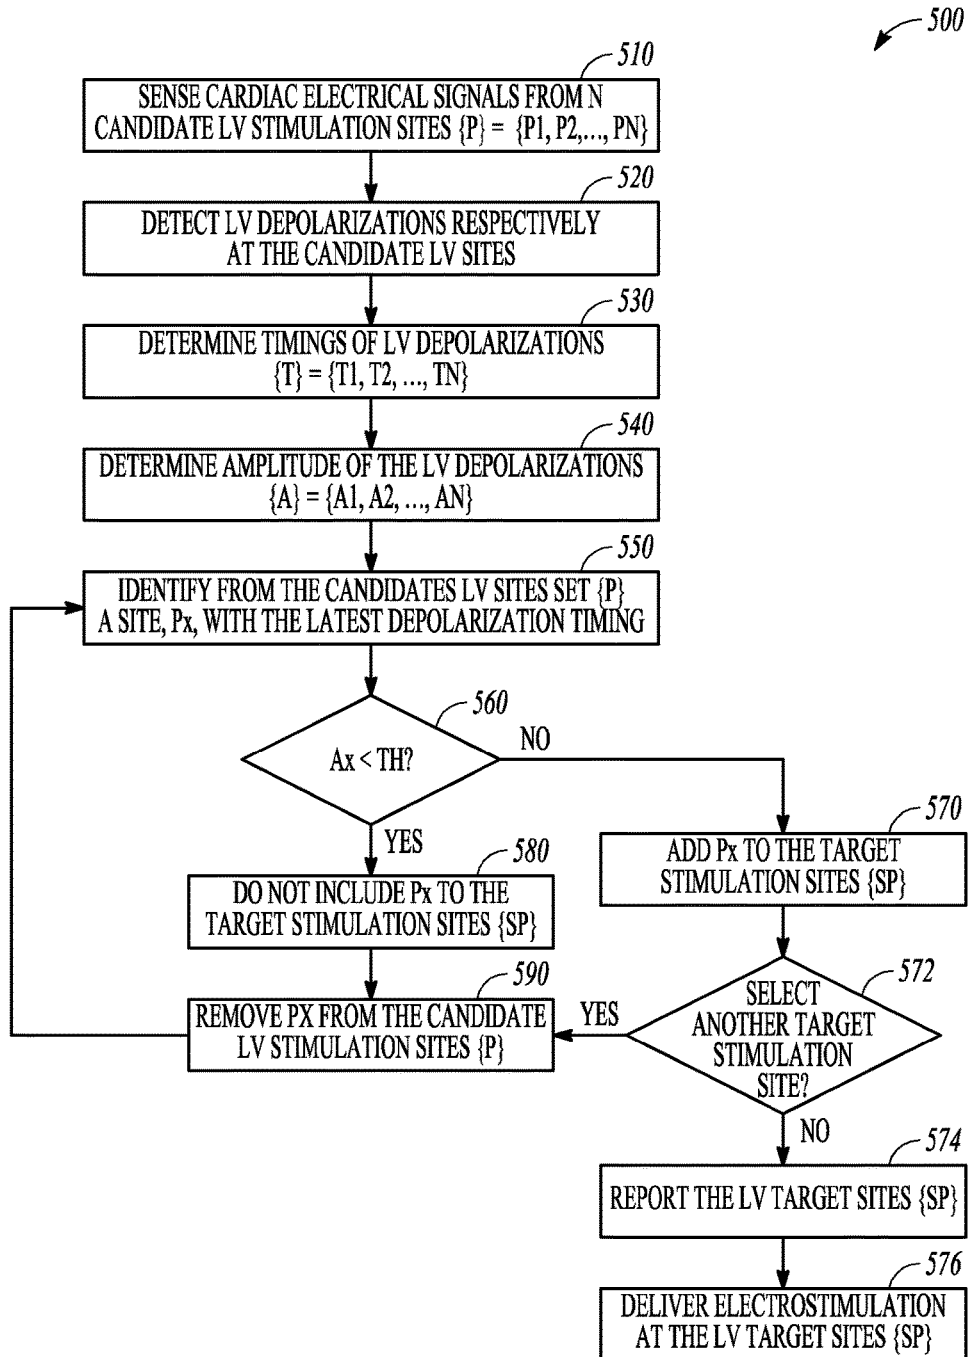 500
510
SENSE CARDIAC ELECTRICAL SIGNALS FROM N
CANDIDATE LV STIMULATION SITES {P} = {P1, P2,..., PN}
520
DETECT LV DEPOLARIZATIONS RESPECTIVELY
AT THE CANDIDATE LV SITES
530
DETERMINE TIMINGS OF LV DEPOLARIZATIONS
{T} = {T1, T2, ..., TN}
540
DETERMINE AMPLITUDE OF THE LV DEPOLARIZATIONS
{A} = {A1, A2, ..., AN}
550
IDENTIFY FROM THE CANDIDATES LV SITES SET {P}
A SITE, Px, WITH THE LATEST DEPOLARIZATION TIMING
560
Ax < TH?
NO
YES
570
ADD Px TO THE TARGET
STIMULATION SITES {SP}
580
DO NOT INCLUDE Px TO THE
TARGET STIMULATION SITES {SP}
572
SELECT
ANOTHER TARGET
STIMULATION
SITE?
YES
590
REMOVE PX FROM THE CANDIDATE
LV STIMULATION SITES {P}
NO
574
REPORT THE LV TARGET SITES {SP}
576
DELIVER ELECTROSTIMULATION
AT THE LV TARGET SITES {SP}